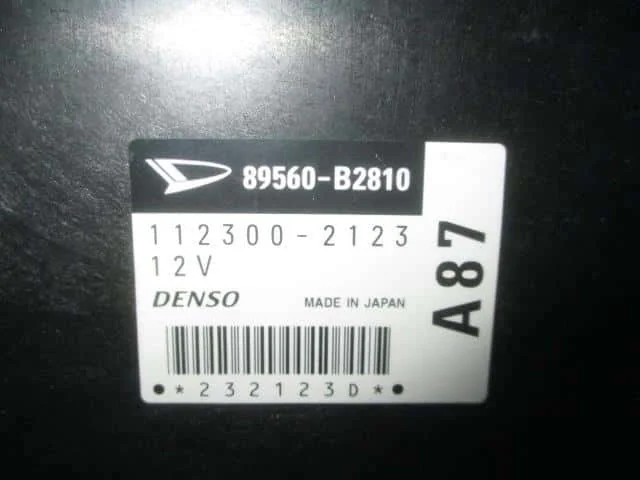 89560-B2810
112300-2123
12V
DENSO MADE IN JAPAN
*232123D*
A87